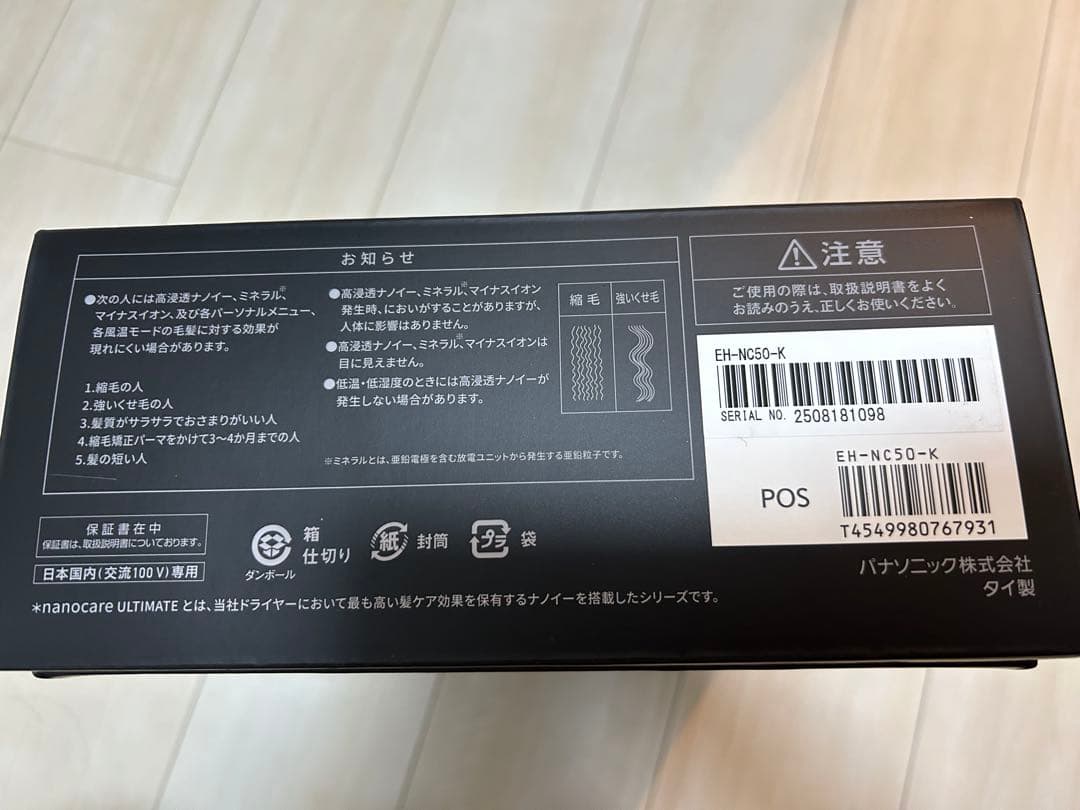 お知らせ
●次の人には高浸透ナノイー、ミネラル※、
マイナスイオン、及び各パーソナルメニュー、
各風温モードの毛髪に対する効果が
現れにくい場合があります。
1.縮毛の人
2.強いくせ毛の人
3.髪質がサラサラでおさまりがいい人
4.縮毛矯正パーマをかけて3〜4か月までの人
5.髪の短い人
●高浸透ナノイー、ミネラル※、マイナスイオン
発生時、においがすることがありますが、
人体に影響はありません。
●高浸透ナノイー、ミネラル※、マイナスイオンは
目に見えません。
●低温・低湿度のときには高浸透ナノイーが
発生しない場合があります。
縮毛 強いくせ毛
※ミネラルとは、亜鉛電極を含む放電ユニットから発生する亜鉛粒子です。
⚠注意
ご使用の際は、取扱説明書をよく
お読みのうえ、正しくお使いください。
EH-NC50-K
SERIAL NO. 2508181098
EH-NC50-K
POS
T4549980767931
パナソニック株式会社
タイ製
保証書在中
保証書は、取扱説明書についております。
日本国内(交流100V)専用
ダンボール
箱
仕切り
紙
封筒
プラ
袋
*nanocare ULTIMATE とは、当社ドライヤーにおいて最も高い髪ケア効果を保有するナノイーを搭載したシリーズです。